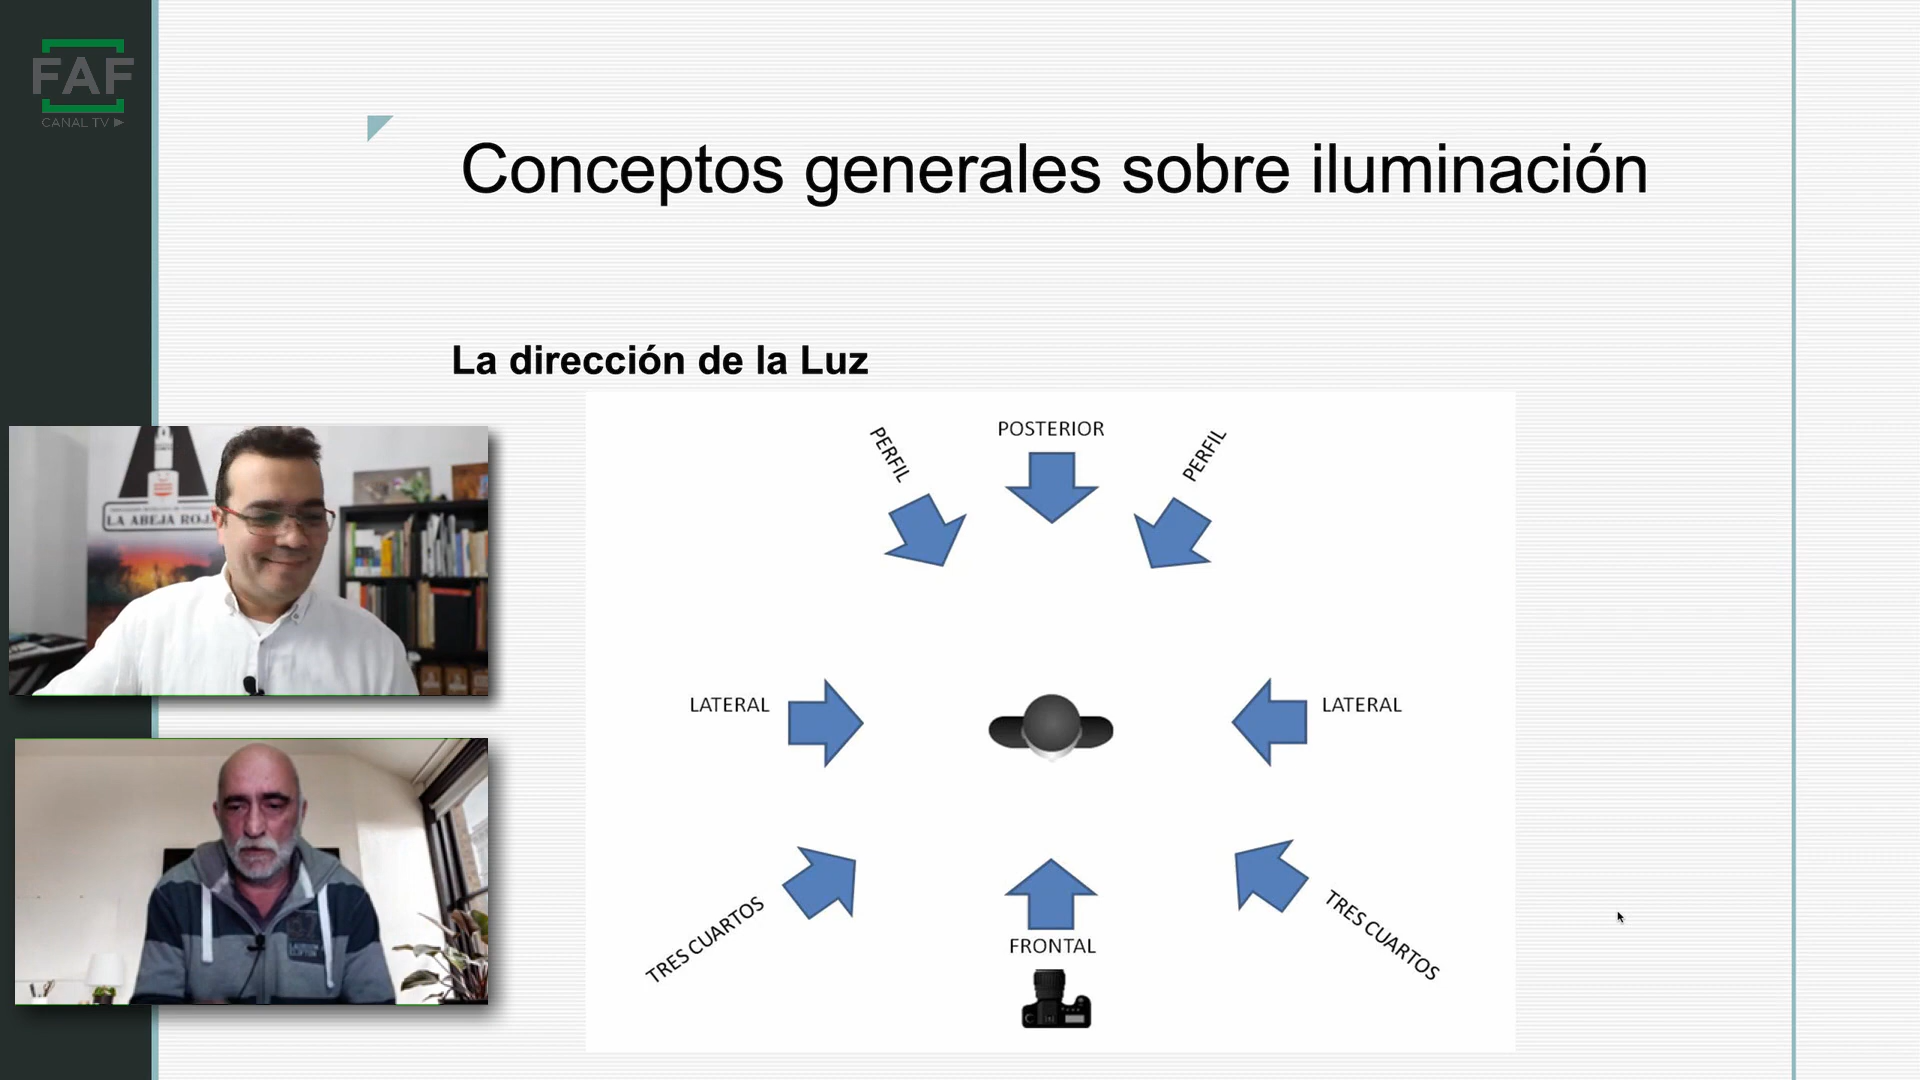 FAF
CANAL TV
Conceptos generales sobre iluminación
La dirección de la Luz
PERFIL
POSTERIOR
PERFIL
LATERAL
LATERAL
TRES CUARTOS
FRONTAL
TRES CUARTOS
LA ABEJA ROJ